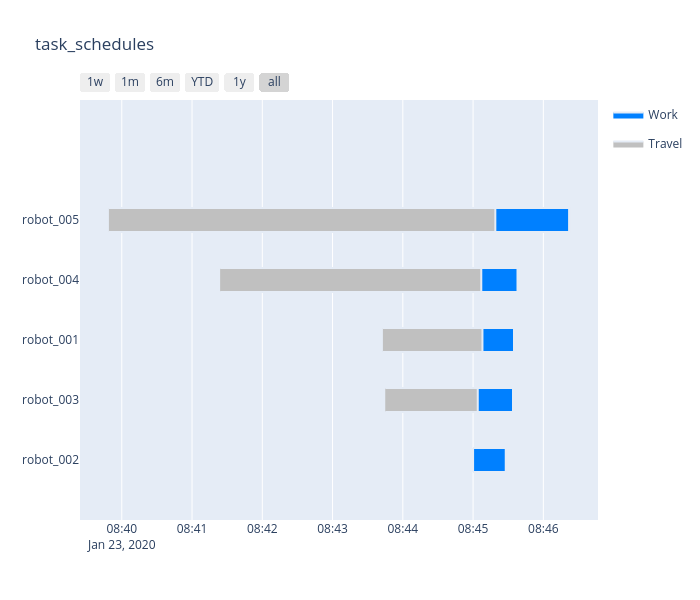 task_schedules
1w 1m 6m YTD 1y all
Work
Travel
robot_005
robot_004
robot_001
robot_003
robot_002
08:40 08:41 08:42 08:43 08:44 08:45 08:46
Jan 23, 2020